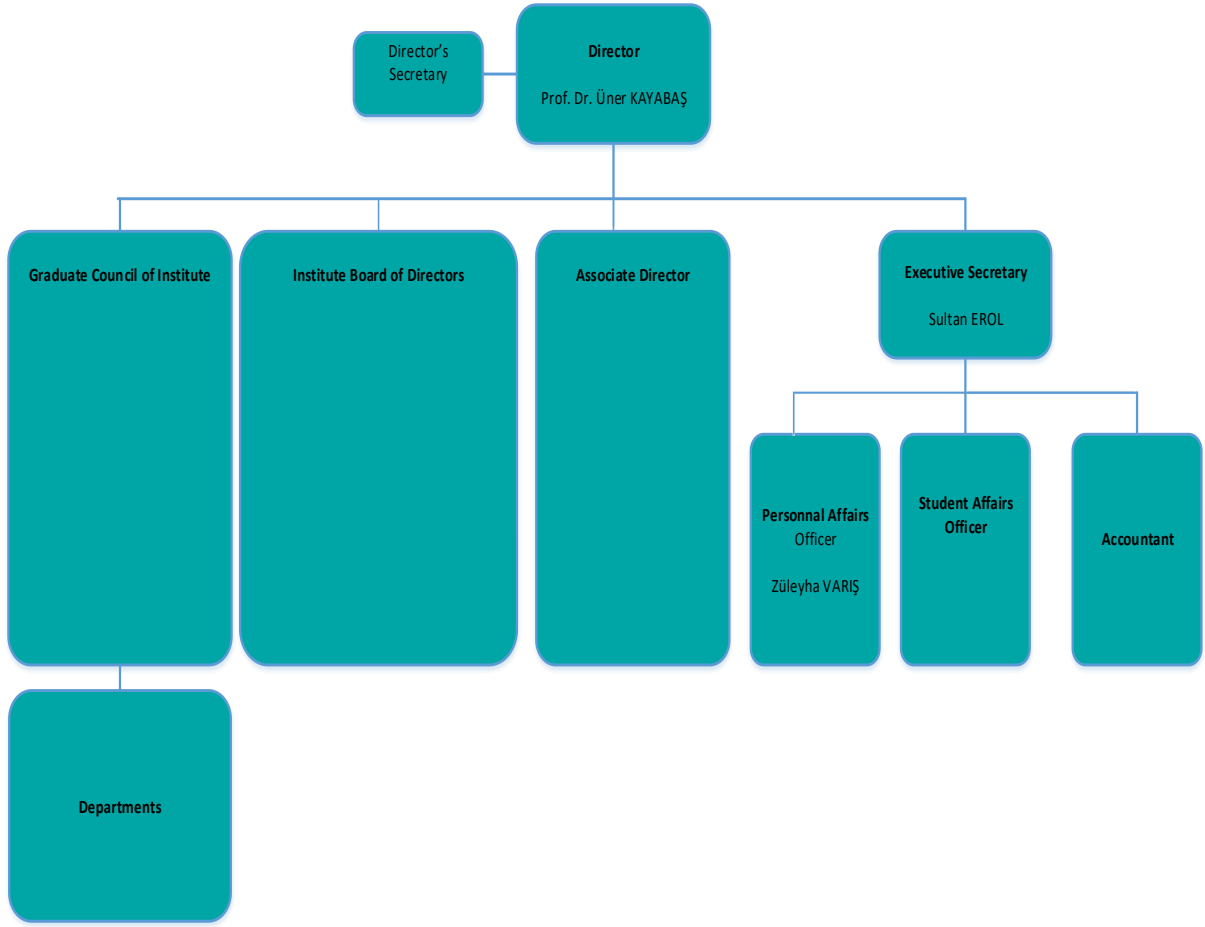 Director's
Secretary
Director
Prof. Dr. Üner KAYABAŞ
Graduate Council of Institute
Institute Board of Directors
Associate Director
Executive Secretary
Sultan EROL
Personnal Affairs
Officer
Züleyha VARIŞ
Student Affairs
Officer
Accountant
Departments